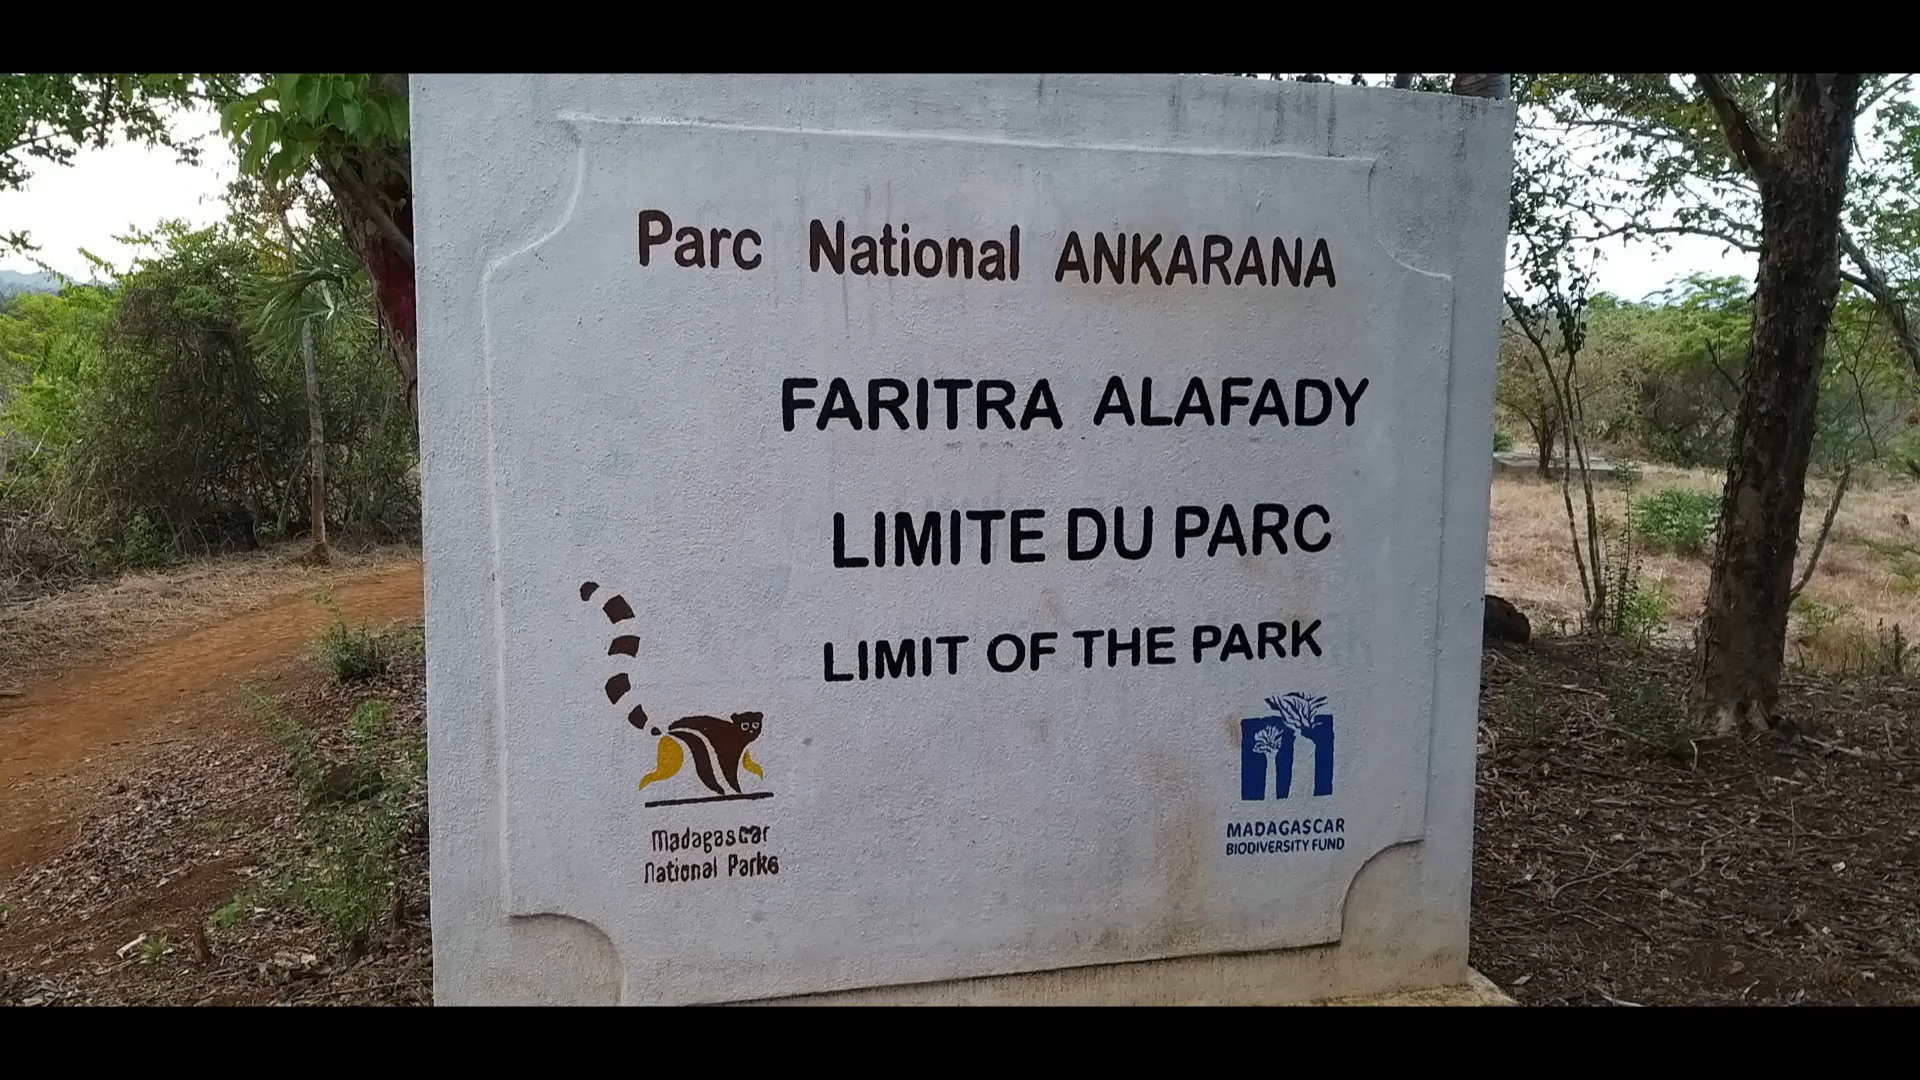 Parc National ANKARANA
FARITRA ALAFADY
LIMITE DU PARC
LIMIT OF THE PARK
Madagascar
National Parks
MADAGASCAR
BIODIVERSITY FUND